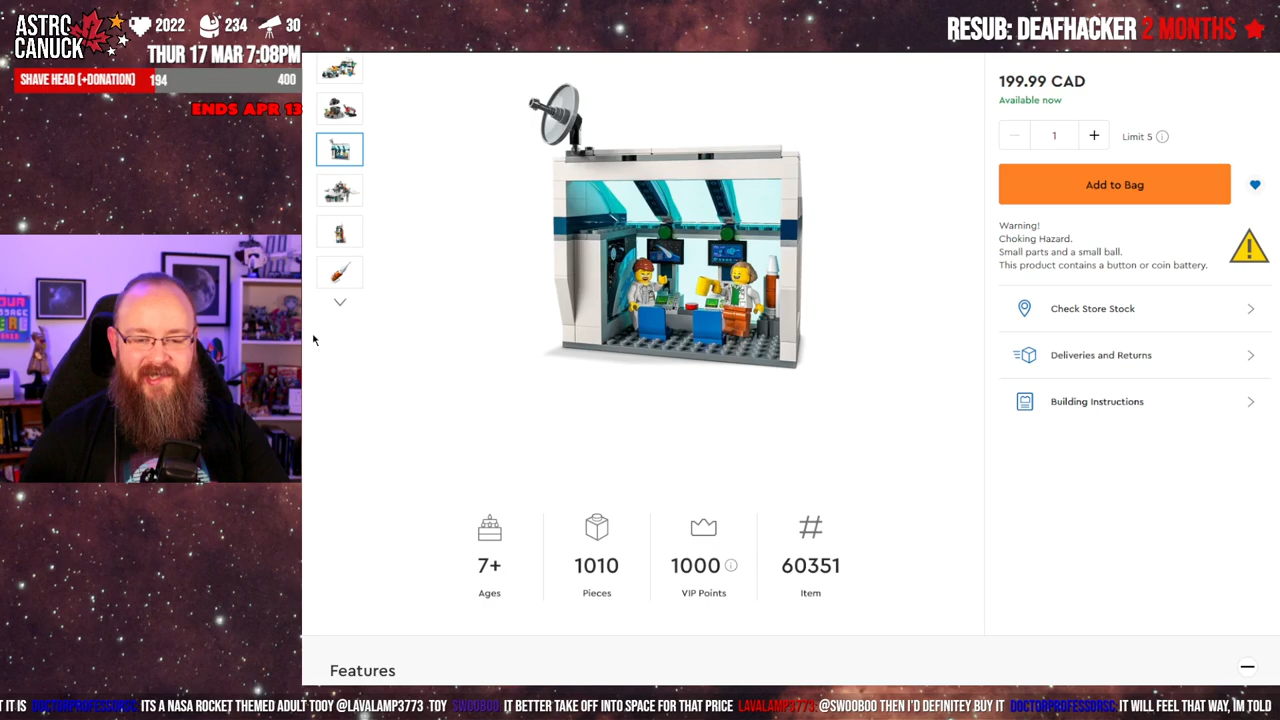 ASTRO
CANUCK
2022
234
30
THUR 17 MAR 7:08PM
SHAVE HEAD (+DONATION)
194
400
ENDS APR 13
RESUB: DEAFHACKER 2 MONTHS
199.99 CAD
Available now
1
Limit 5
Add to Bag
Warning!
Choking Hazard.
Small parts and a small ball.
This product contains a button or coin battery.
Check Store Stock
Deliveries and Returns
Building Instructions
7+
Ages
1010
Pieces
1000
VIP Points
#
60351
Item
Features
T IT IS DOCTORPROFESSORSC: ITS A NASA ROCKET THEMED ADULT TOOY @LAVALAMP3773 TOY SWOOBOO: IT BETTER TAKE OFF INTO SPACE FOR THAT PRICE LAVALAMP3773: @SWOOBOO THEN I'D DEFINITEY BUY IT DOCTORPROFESSORSC: IT WILL FEEL THAT WAY, I'M TOLD